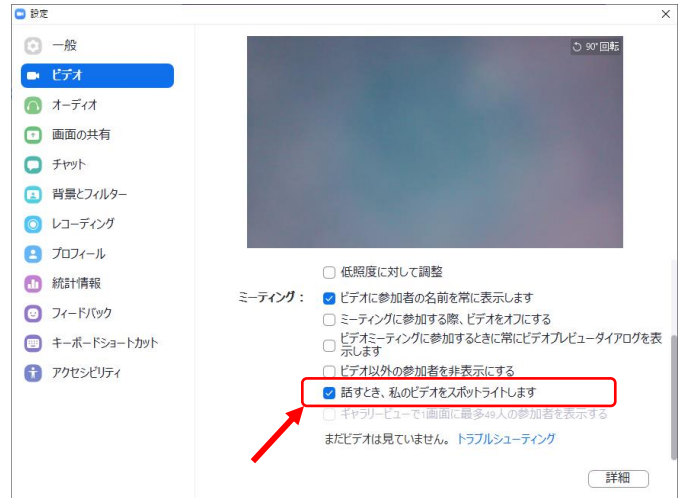 設定
一般
ビデオ
オーディオ
画面の共有
チャット
背景とフィルター
レコーディング
プロフィール
統計情報
フィードバック
キーボードショートカット
アクセシビリティ
90°回転
低照度に対して調整
ミーティング：
ビデオに参加者の名前を常に表示します
ミーティングに参加する際、ビデオをオフにする
ビデオミーティングに参加するときに常にビデオプレビューダイアログを表
示します
ビデオ以外の参加者を非表示にする
話すとき、私のビデオをスポットライトします
ギャラリービューで1画面に最多49人の参加者を表示する
まだビデオは見ていません。 トラブルシューティング
詳細